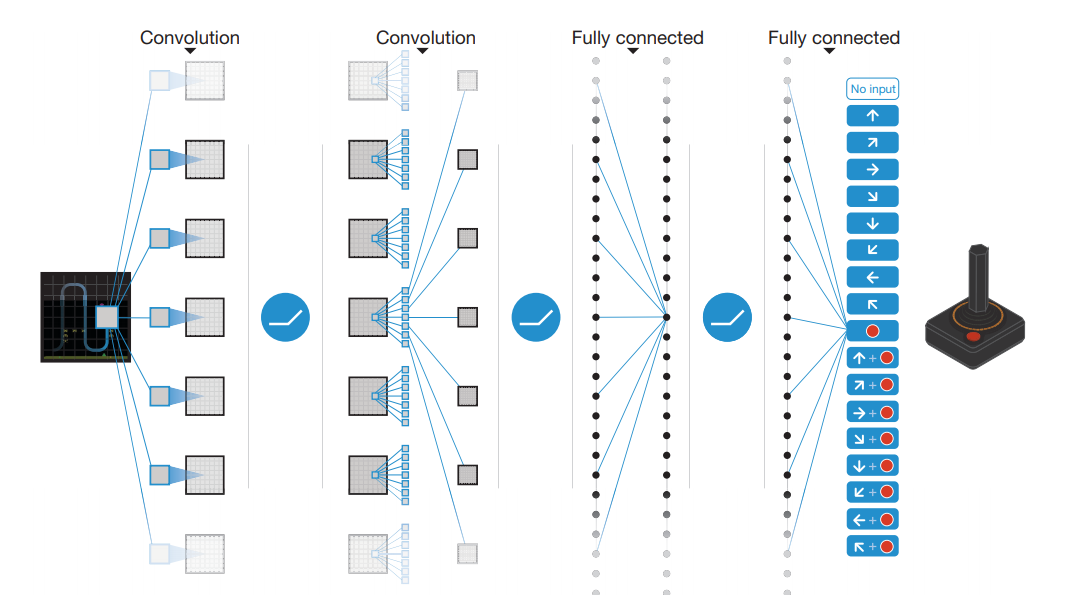 Convolution
Convolution
Fully connected
Fully connected
No input
+
+
+
+
+
+
+
+